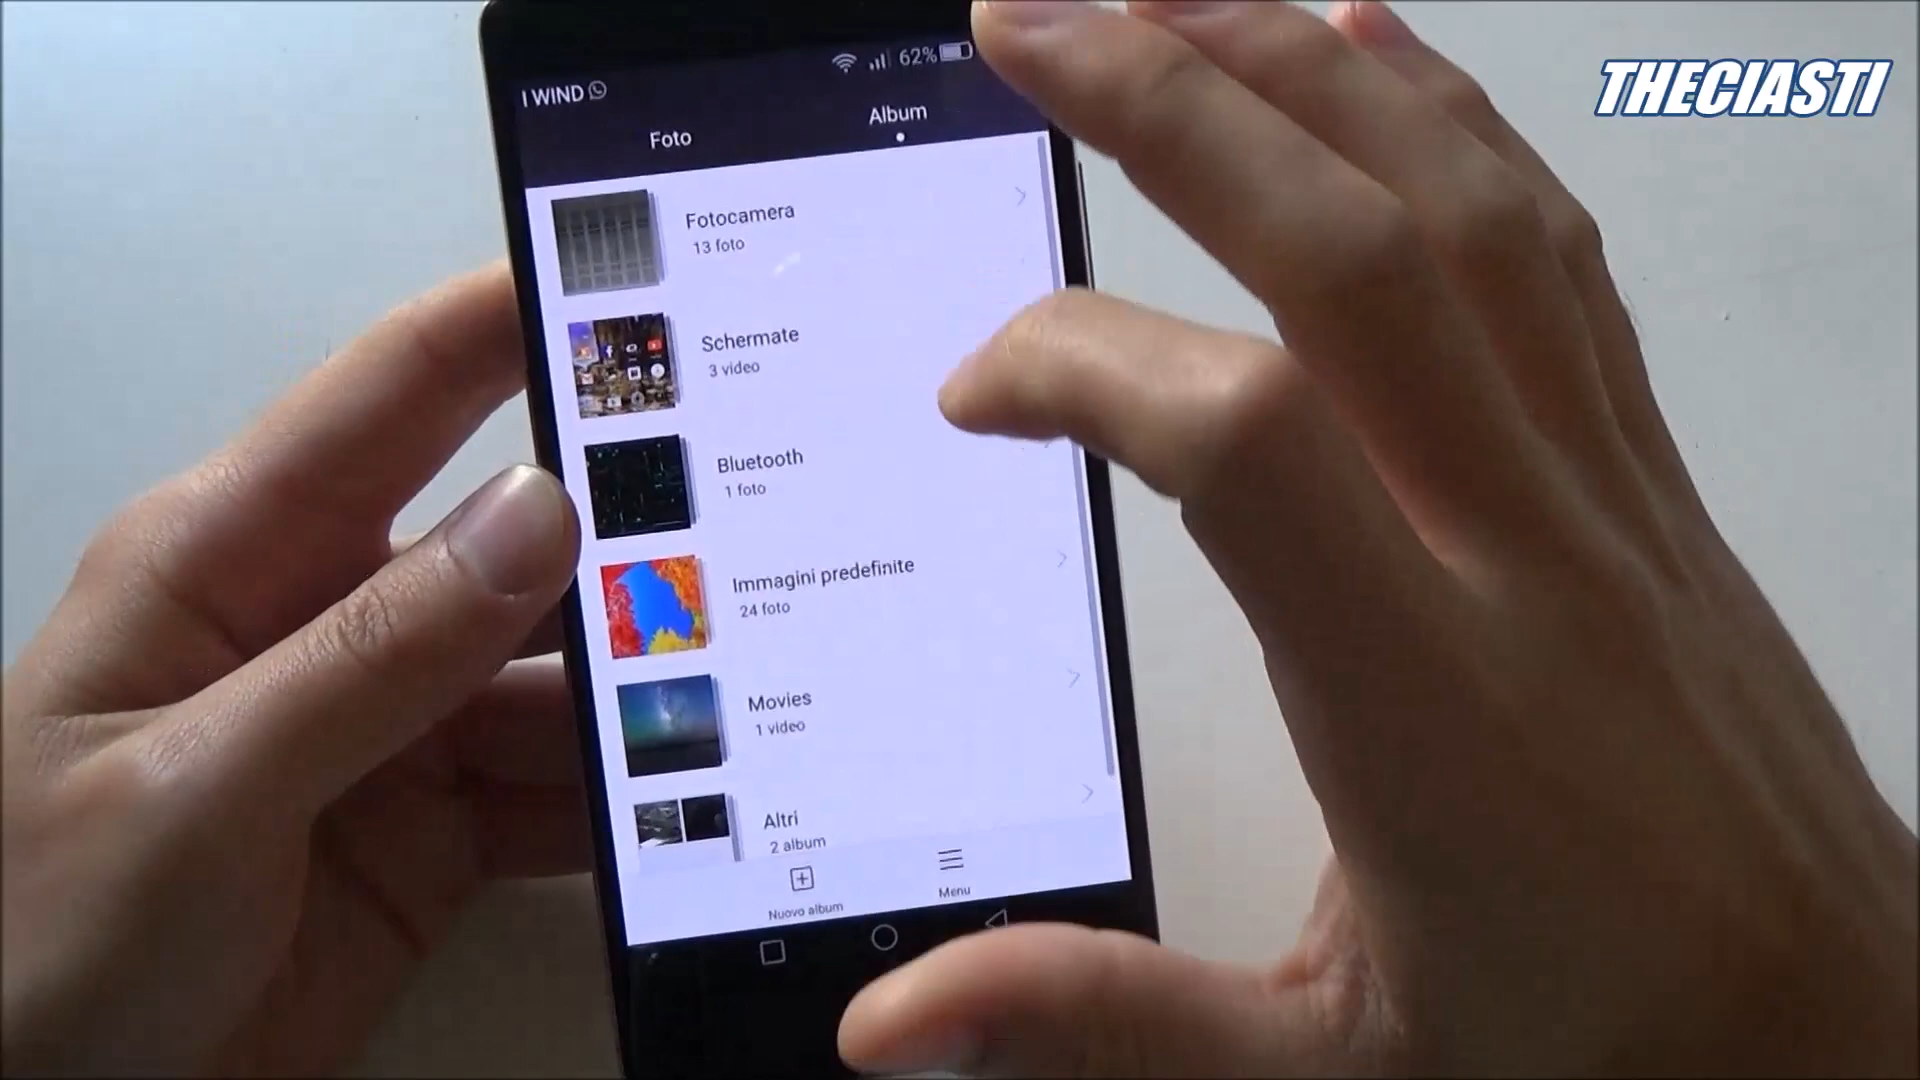 THECIASTI
62%
I WIND
Foto
Album
Fotocamera
13 foto
Schermate
3 video
Bluetooth
1 foto
Immagini predefinite
24 foto
Movies
1 video
Altri
2 album
Nuovo album
Menu